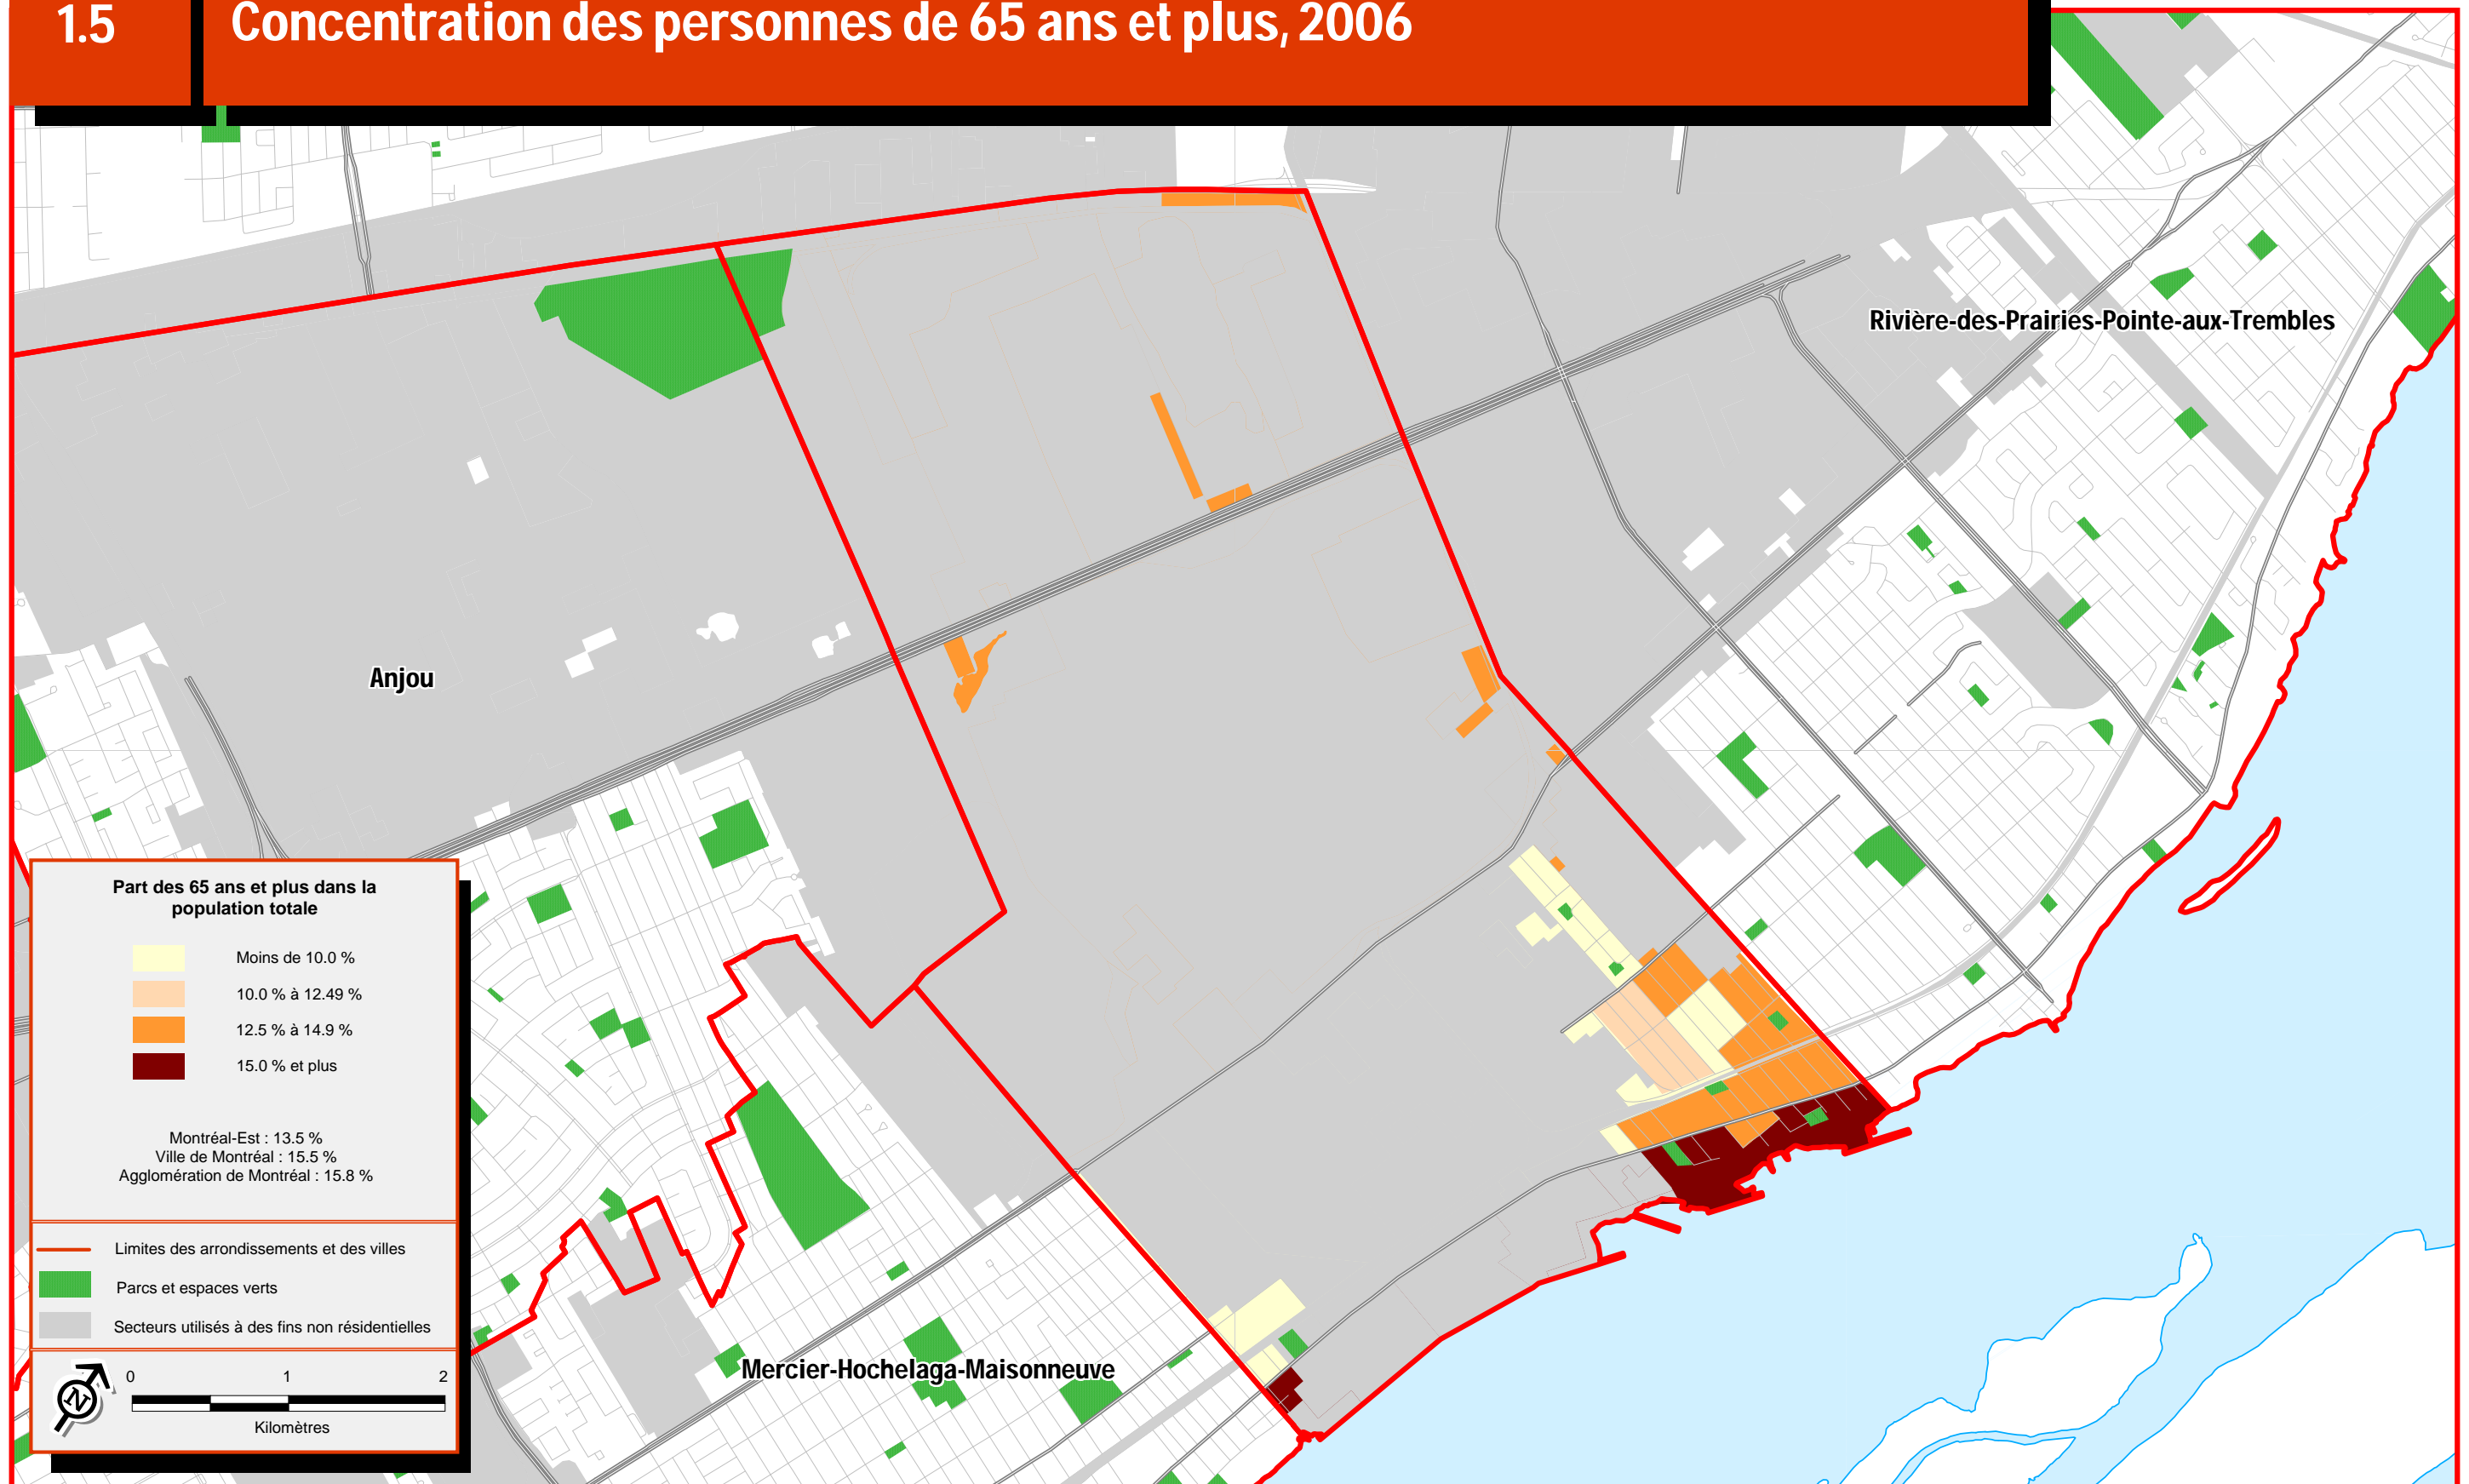 1.5
Concentration des personnes de 65 ans et plus, 2006
Rivière-des-Prairies-Pointe-aux-Trembles
Anjou
Mercier-Hochelaga-Maisonneuve
Part des 65 ans et plus dans la
population totale
Moins de 10.0 %
10.0 % à 12.49 %
12.5 % à 14.9 %
15.0 % et plus
Montréal-Est : 13.5 %
Ville de Montréal : 15.5 %
Agglomération de Montréal : 15.8 %
Limites des arrondissements et des villes
Parcs et espaces verts
Secteurs utilisés à des fins non résidentielles
N
0 1 2
Kilomètres